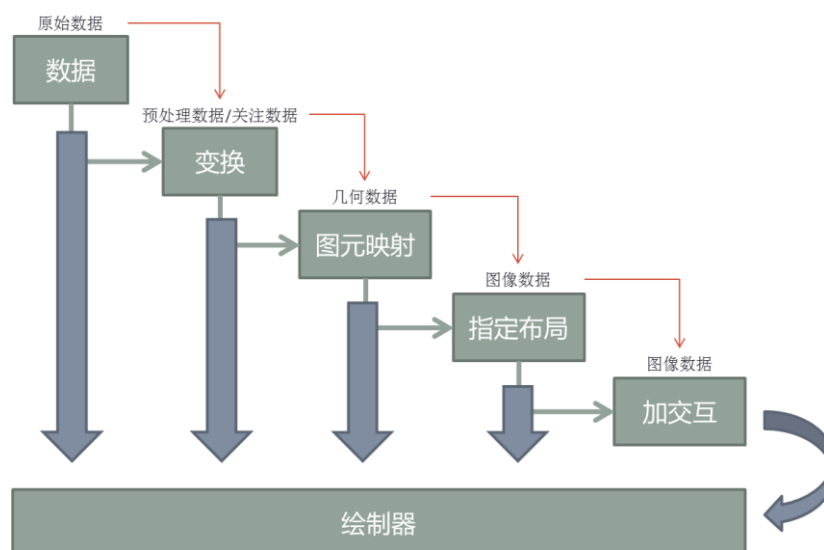 原始数据
数据
预处理数据/关注数据
变换
几何数据
图元映射
图像数据
指定布局
图像数据
加交互
绘制器